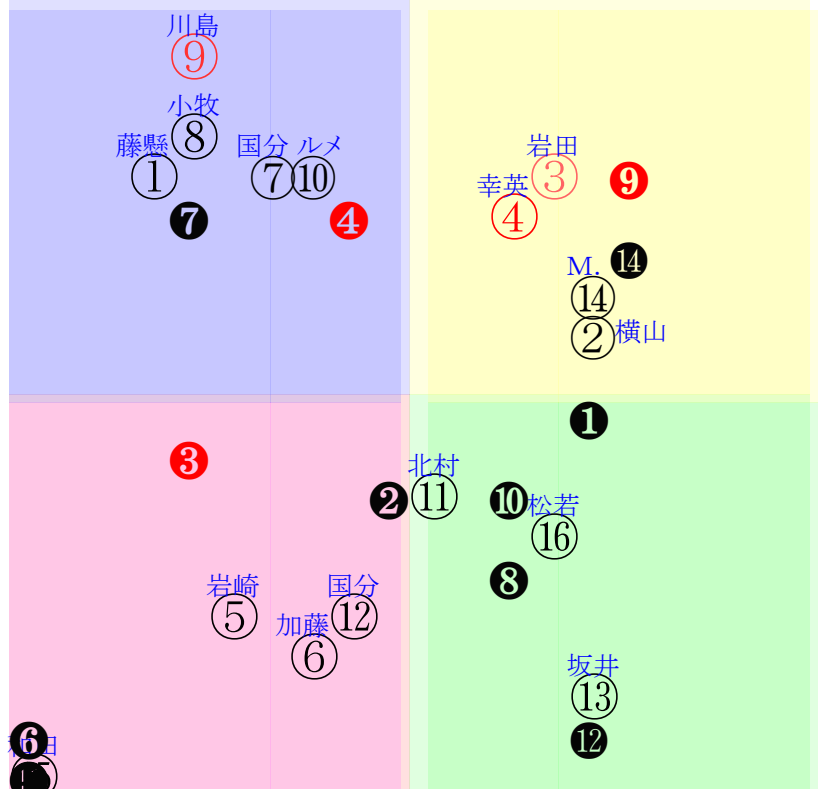 川島
⑨
小牧
⑧
藤懸 国分 ルメ 岩田
① ⑦ ⑩ ③ ❾
幸英
❼ ❹ ④
⓮
M.
⑭
② 横山
❶
❸ 北村
❷ ⑪ ❿ 松若
⑯
岩崎 国分 ❽
⑤ ⑫
加藤
⑥
坂井
⑬
❻ ⓬